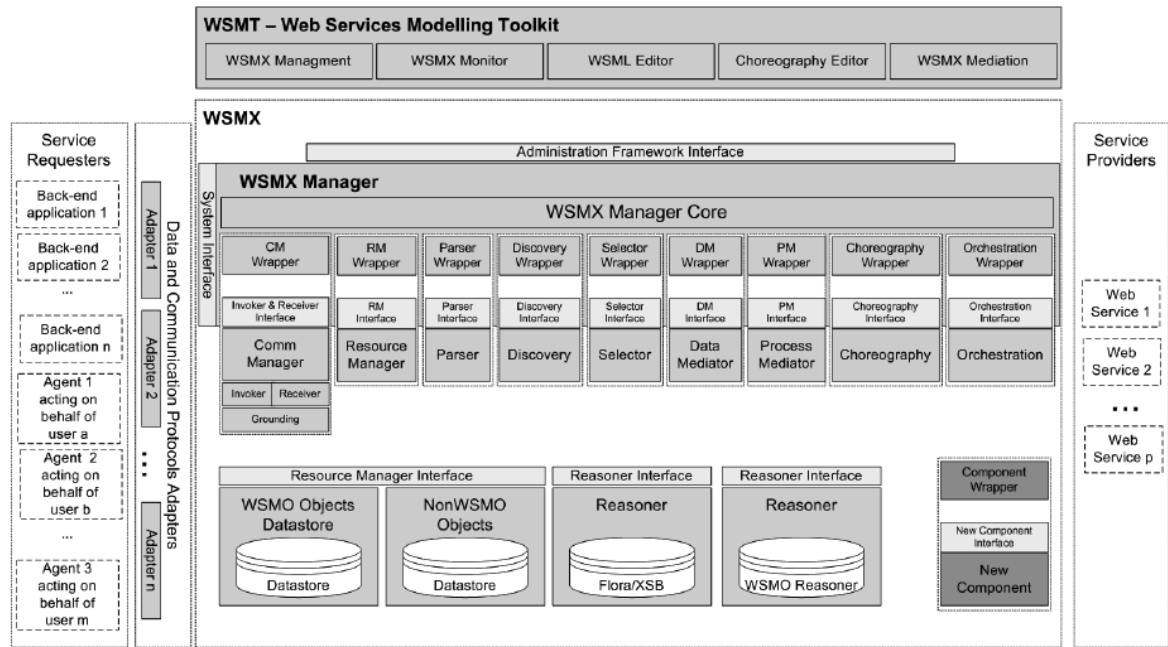 WSMT – Web Services Modelling Toolkit
WSMX Managment
WSMX Monitor
WSML Editor
Choreography Editor
WSMX Mediation
Service
Requesters
Back-end
application 1
Back-end
application 2
...
Back-end
application n
Agent 1
acting on
behalf of
user a
Agent 2
acting on
behalf of
user b
...
Agent 3
acting on
behalf of
user m
Adapter 1
Adapter 2
...
Adapter n
Data and Communication Protocols Adapters
WSMX
Administration Framework Interface
System Interface
WSMX Manager
WSMX Manager Core
CM
Wrapper
RM
Wrapper
Parser
Wrapper
Discovery
Wrapper
Selector
Wrapper
DM
Wrapper
PM
Wrapper
Choreography
Wrapper
Orchestration
Wrapper
Invoker & Receiver
Interface
RM
Interface
Parser
Interface
Discovery
Interface
Selector
Interface
DM
Interface
PM
Interface
Choreography
Interface
Orchestration
Interface
Comm
Manager
Resource
Manager
Parser
Discovery
Selector
Data
Mediator
Process
Mediator
Choreography
Orchestration
Invoker
Receiver
Grounding
Resource Manager Interface
Reasoner Interface
Reasoner Interface
WSMO Objects
Datastore
Datastore
NonWSMO
Objects
Datastore
Reasoner
Flora/XSB
Reasoner
WSMO Reasoner
Component
Wrapper
New Component
Interface
New
Component
Service
Providers
Web
Service 1
Web
Service 2
...
Web
Service p